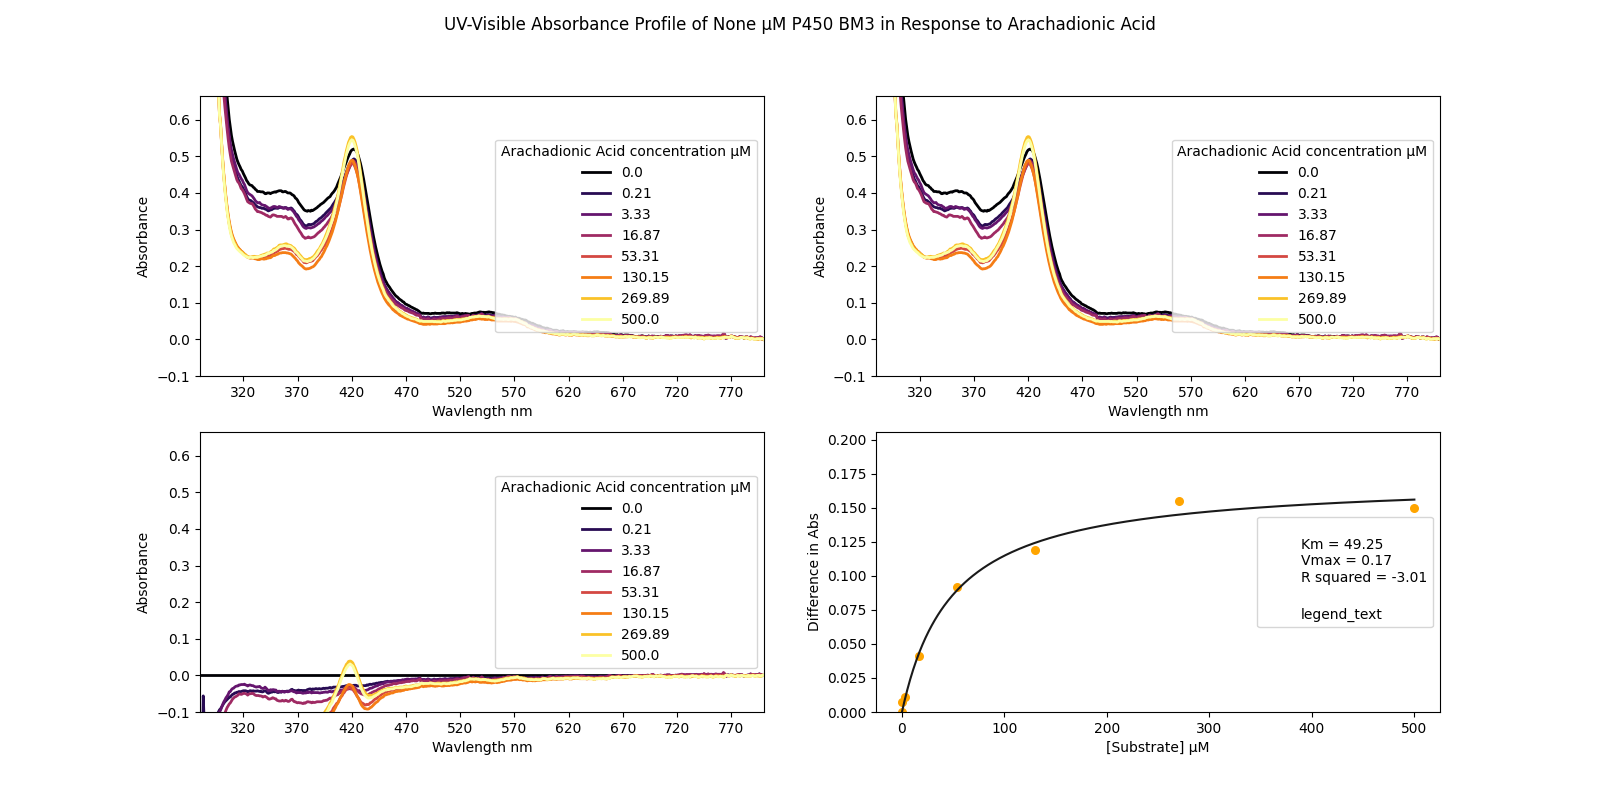 UV-Visible Absorbance Profile of None μM P450 BM3 in Response to Arachadionic Acid
0.6
0.5
0.4
0.3
0.2
0.1
0.0
−0.1
Absorbance
320 370 420 470 520 570 620 670 720 770
Wavlength nm
Arachadionic Acid concentration μM
0.0
0.21
3.33
16.87
53.31
130.15
269.89
500.0
0.6
0.5
0.4
0.3
0.2
0.1
0.0
−0.1
Absorbance
320 370 420 470 520 570 620 670 720 770
Wavlength nm
Arachadionic Acid concentration μM
0.0
0.21
3.33
16.87
53.31
130.15
269.89
500.0
0.6
0.5
0.4
0.3
0.2
0.1
0.0
−0.1
Absorbance
320 370 420 470 520 570 620 670 720 770
Wavlength nm
Arachadionic Acid concentration μM
0.0
0.21
3.33
16.87
53.31
130.15
269.89
500.0
0.200
0.175
0.150
0.125
0.100
0.075
0.050
0.025
0.000
Difference in Abs
0 100 200 300 400 500
[Substrate] μM
Km = 49.25
Vmax = 0.17
R squared = -3.01
legend_text